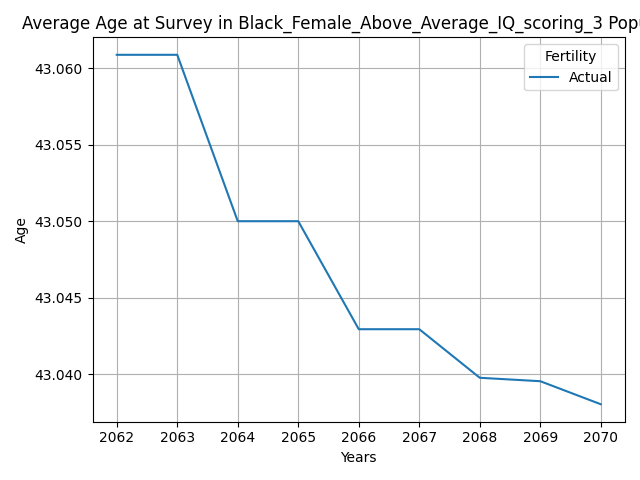 Average Age at Survey in Black_Female_Above_Average_IQ_scoring_3
Fertility
Actual
43.060
43.055
43.050
43.045
43.040
Age
2062 2063 2064 2065 2066 2067 2068 2069 2070
Years